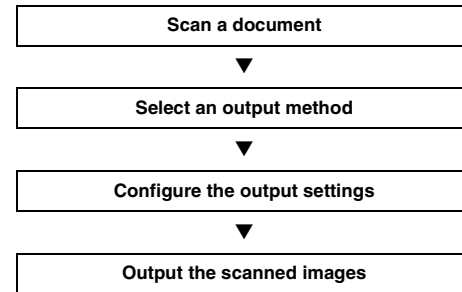 Scan a document
▼
Select an output method
▼
Configure the output settings
▼
Output the scanned images